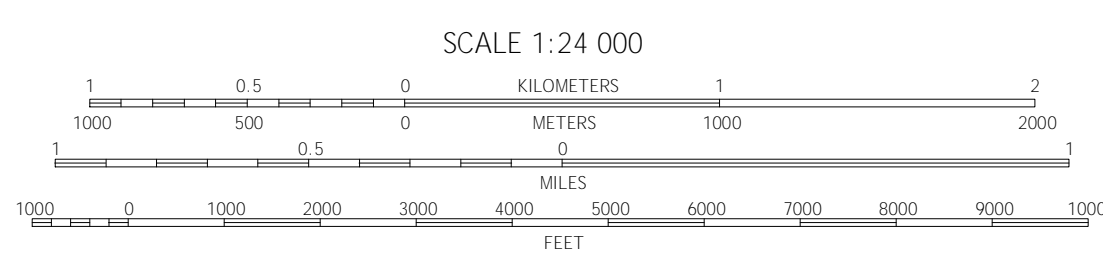 SCALE 1:24 000
1 0.5 0 KILOMETERS 1 2
1000 500 0 METERS 1000 2000
1 0.5 0 1
MILES
1000 0 1000 2000 3000 4000 5000 6000 7000 8000 9000 1000
FEET